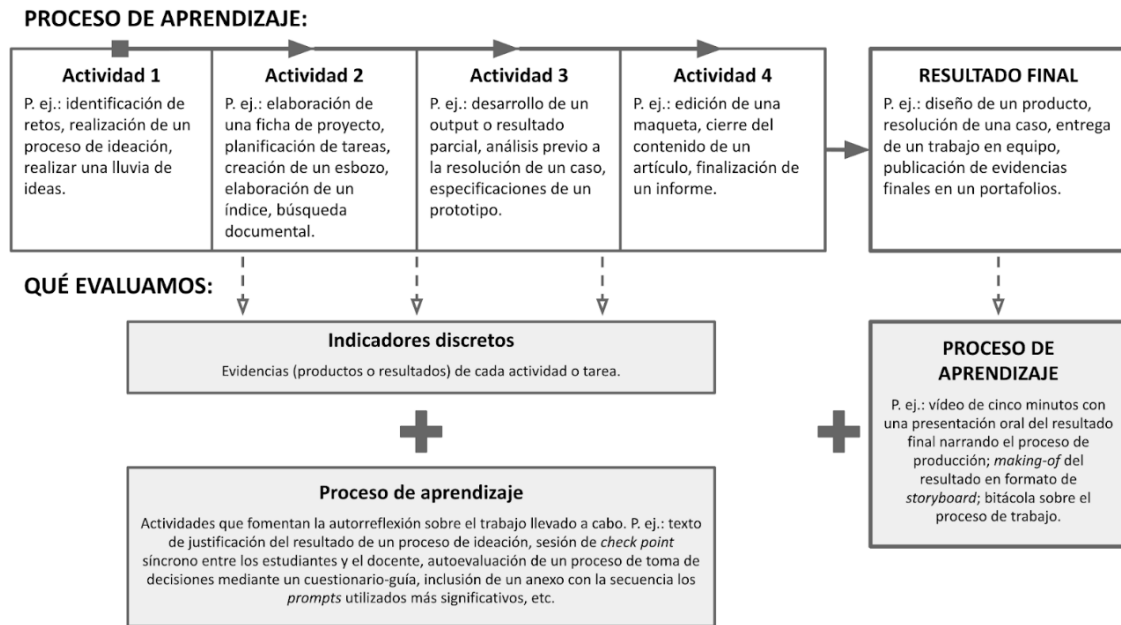 PROCESO DE APRENDIZAJE:
Actividad 1
P. ej.: identificación de
retos, realización de un
proceso de ideación,
realizar una lluvia de
ideas.
Actividad 2
P. ej.: elaboración de
una ficha de proyecto,
planificación de tareas,
creación de un esbozo,
elaboración de un
índice, búsqueda
documental.
Actividad 3
P. ej.: desarrollo de un
output o resultado
parcial, análisis previo
a la resolución de un caso,
especificaciones de un
prototipo.
Actividad 4
P. ej.: edición de una
maqueta, cierre del
contenido de un
artículo, finalización de
un informe.
RESULTADO FINAL
P. ej.: diseño de un producto,
resolución de una caso, entrega
de un trabajo en equipo,
publicación de evidencias
finales en un portafolios.
QUÉ EVALUAMOS:
Indicadores discretos
Evidencias (productos o resultados) de cada actividad o tarea.
Proceso de aprendizaje
Actividades que fomentan la autorreflexión sobre el trabajo llevado a cabo. P. ej.: texto
de justificación del resultado de un proceso de ideación, sesión de check point
síncrono entre los estudiantes y el docente, autoevaluación de un proceso de toma de
decisiones mediante un cuestionario-guía, inclusión de un anexo con la secuencia los
prompts utilizados más significativos, etc.
PROCESO DE
APRENDIZAJE
P. ej.: vídeo de cinco minutos con
una presentación oral del resultado
final narrando el proceso de
producción; making-of del
resultado en formato de
storyboard; bitácola sobre el
proceso de trabajo.